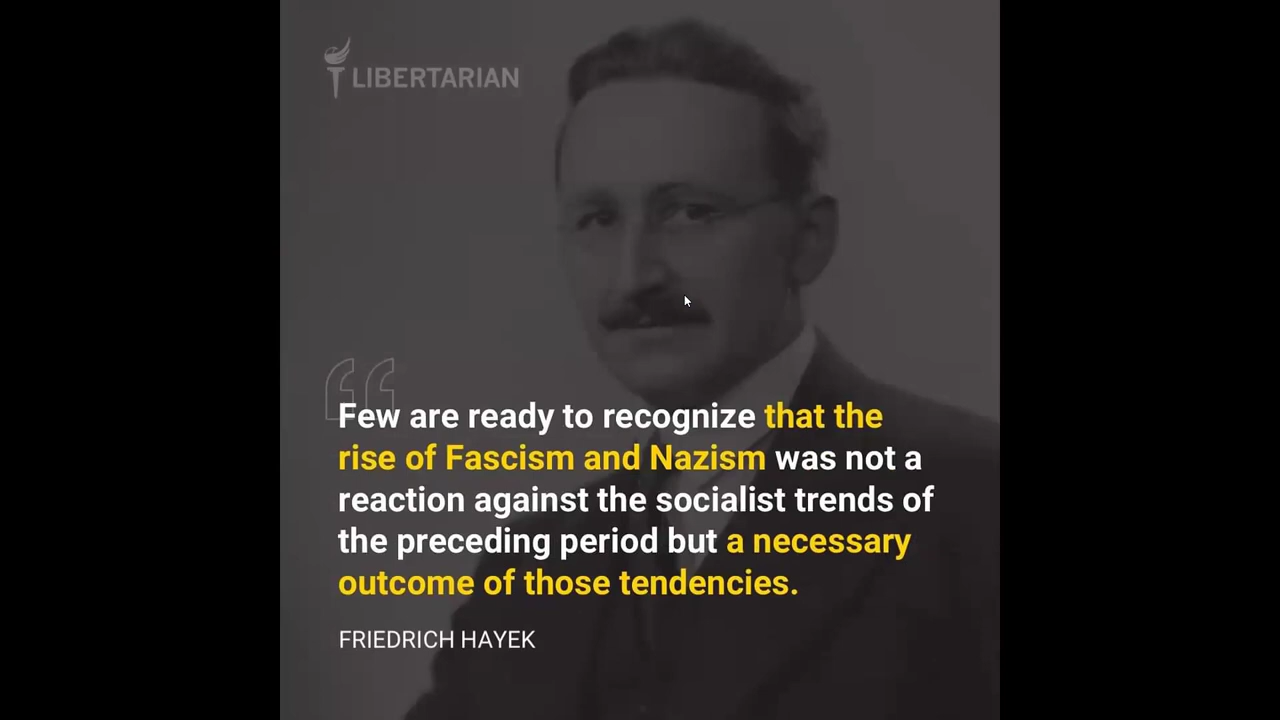 LIBERTARIAN
“
Few are ready to recognize that the
rise of Fascism and Nazism was not a
reaction against the socialist trends of
the preceding period but a necessary
outcome of those tendencies.
FRIEDRICH HAYEK